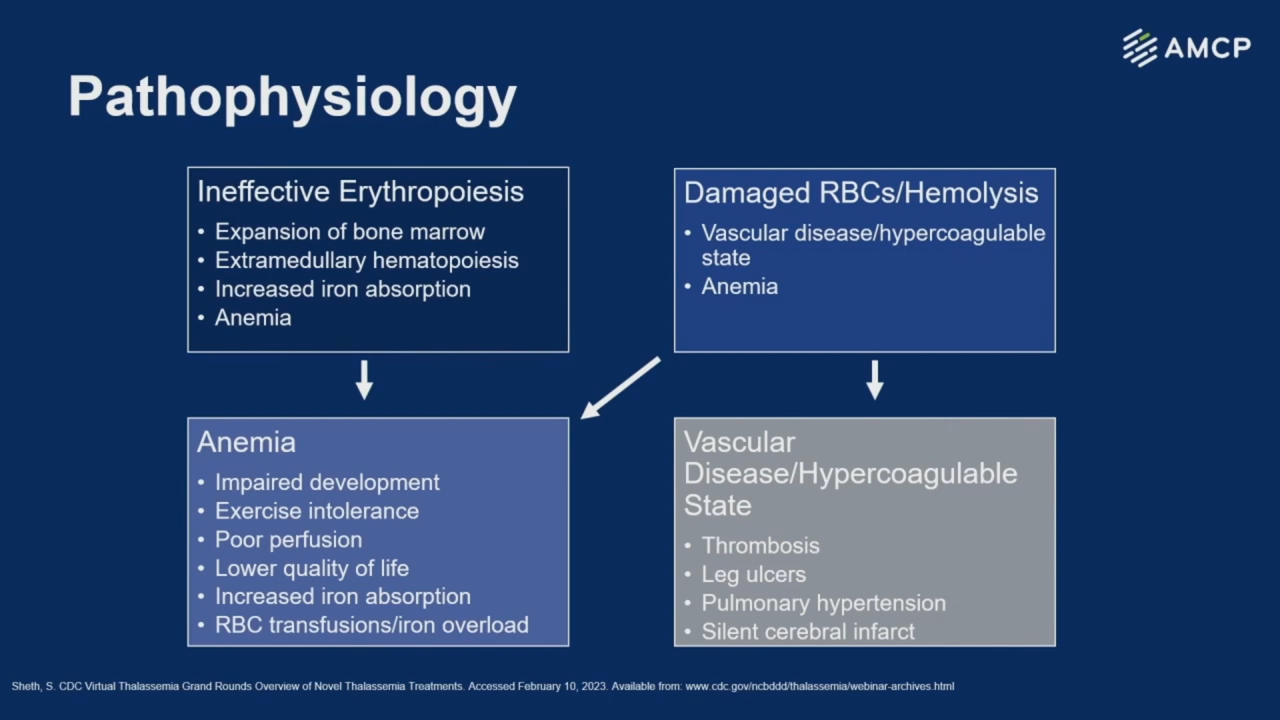 AMCP
Pathophysiology
Ineffective Erythropoiesis
• Expansion of bone marrow
• Extramedullary hematopoiesis
• Increased iron absorption
• Anemia
Damaged RBCs/Hemolysis
• Vascular disease/hypercoagulable
state
• Anemia
Anemia
• Impaired development
• Exercise intolerance
• Poor perfusion
• Lower quality of life
• Increased iron absorption
• RBC transfusions/iron overload
Vascular
Disease/Hypercoagulable
State
• Thrombosis
• Leg ulcers
• Pulmonary hypertension
• Silent cerebral infarct
Sheth, S. CDC Virtual Thalassemia Grand Rounds Overview of Novel Thalassemia Treatments. Accessed February 10, 2023. Available from: www.cdc.gov/ncbddd/thalassemia/webinar-archives.html